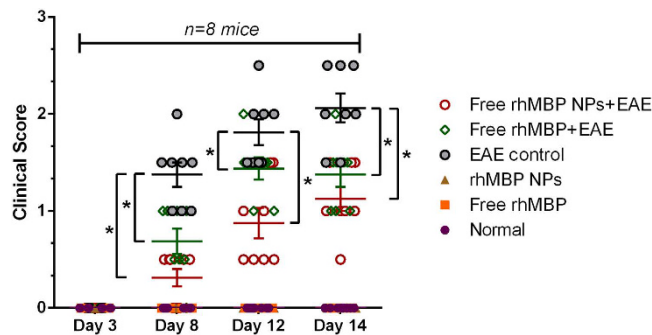 n=8 mice
Clinical Score
3
2
1
0
*
*
*
*
*
*
Day 3 Day 8 Day 12 Day 14
Free rhMBP NPs+EAE
Free rhMBP+EAE
EAE control
rhMBP NPs
Free rhMBP
Normal